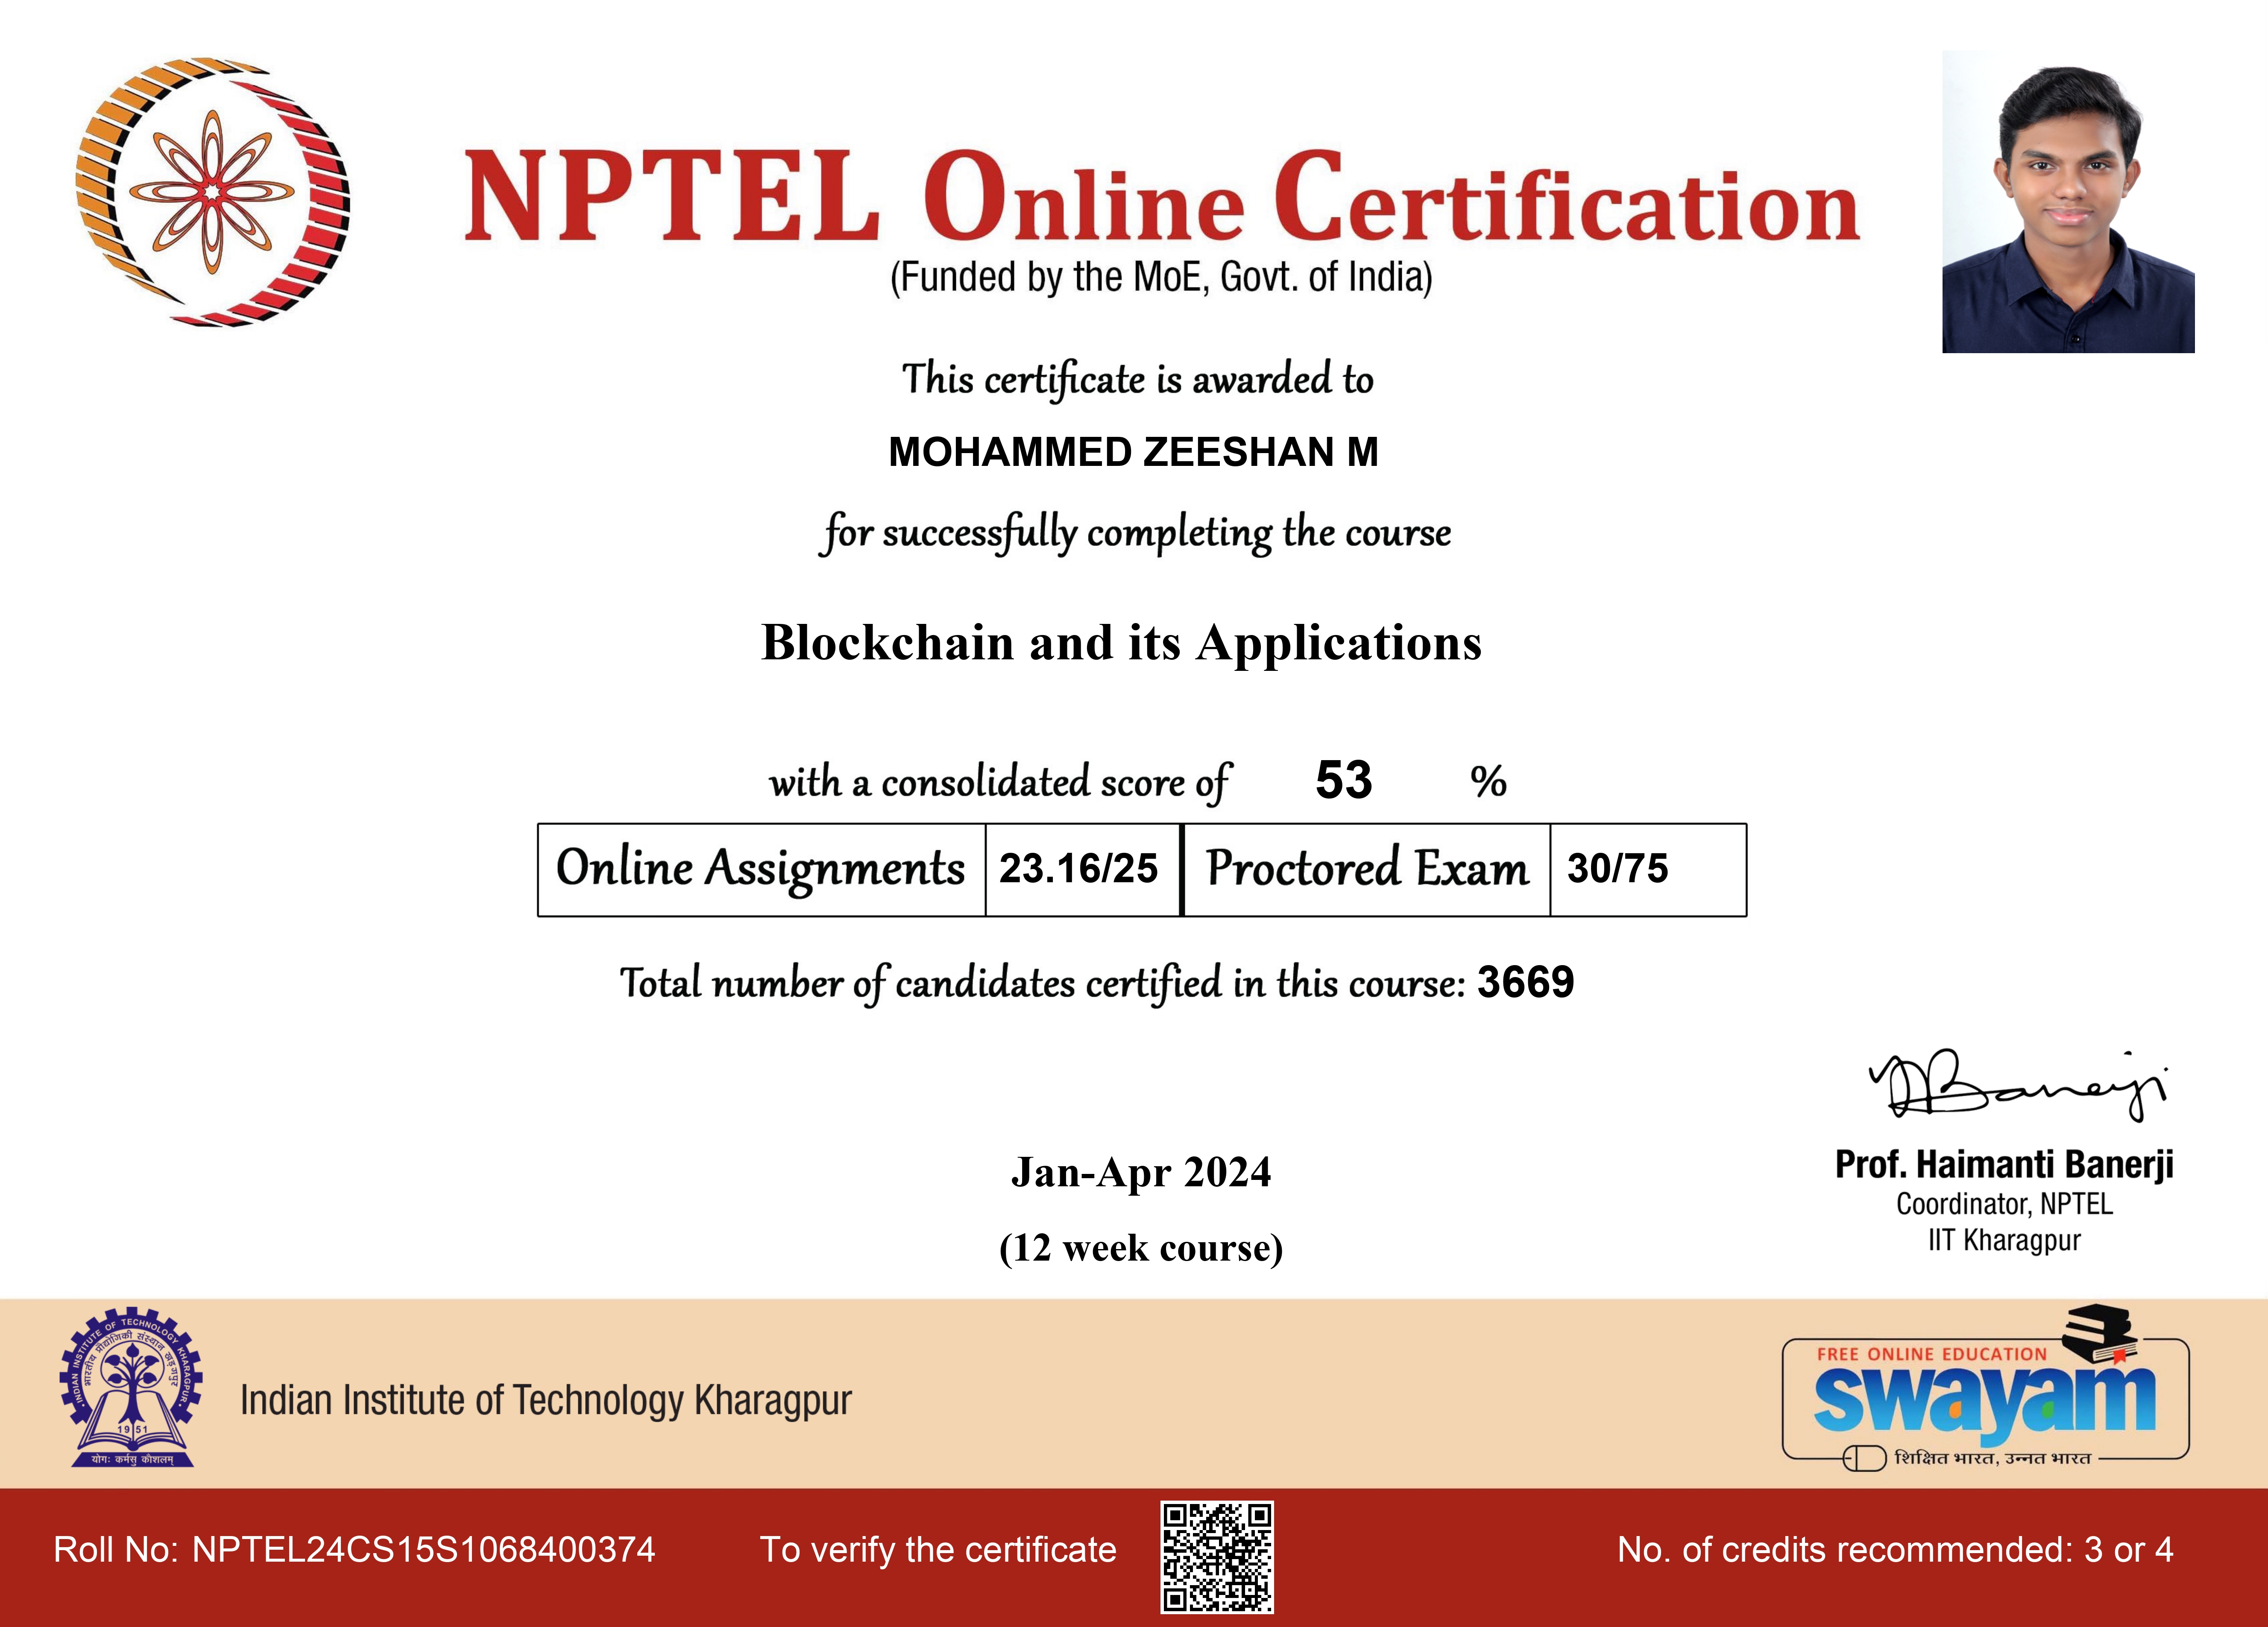 NPTEL Online Certification
(Funded by the MoE, Govt. of India)
This certificate is awarded to
MOHAMMED ZEESHAN M
for successfully completing the course
Blockchain and its Applications
with a consolidated score of 53 %
Online Assignments 23.16/25 Proctored Exam 30/75
Total number of candidates certified in this course: 3669
Banerji
Prof. Haimanti Banerji
Coordinator, NPTEL
IIT Kharagpur
Jan-Apr 2024
(12 week course)
INDIAN INSTITUTE OF TECHNOLOGY KHARAGPUR
भारतीय प्रौद्योगिकी संस्थान खड़गपुर
1951
योगः कर्मसु कौशलम्
Indian Institute of Technology Kharagpur
FREE ONLINE EDUCATION
swayam
शिक्षित भारत, उन्नत भारत
Roll No: NPTEL24CS15S1068400374
To verify the certificate
No. of credits recommended: 3 or 4